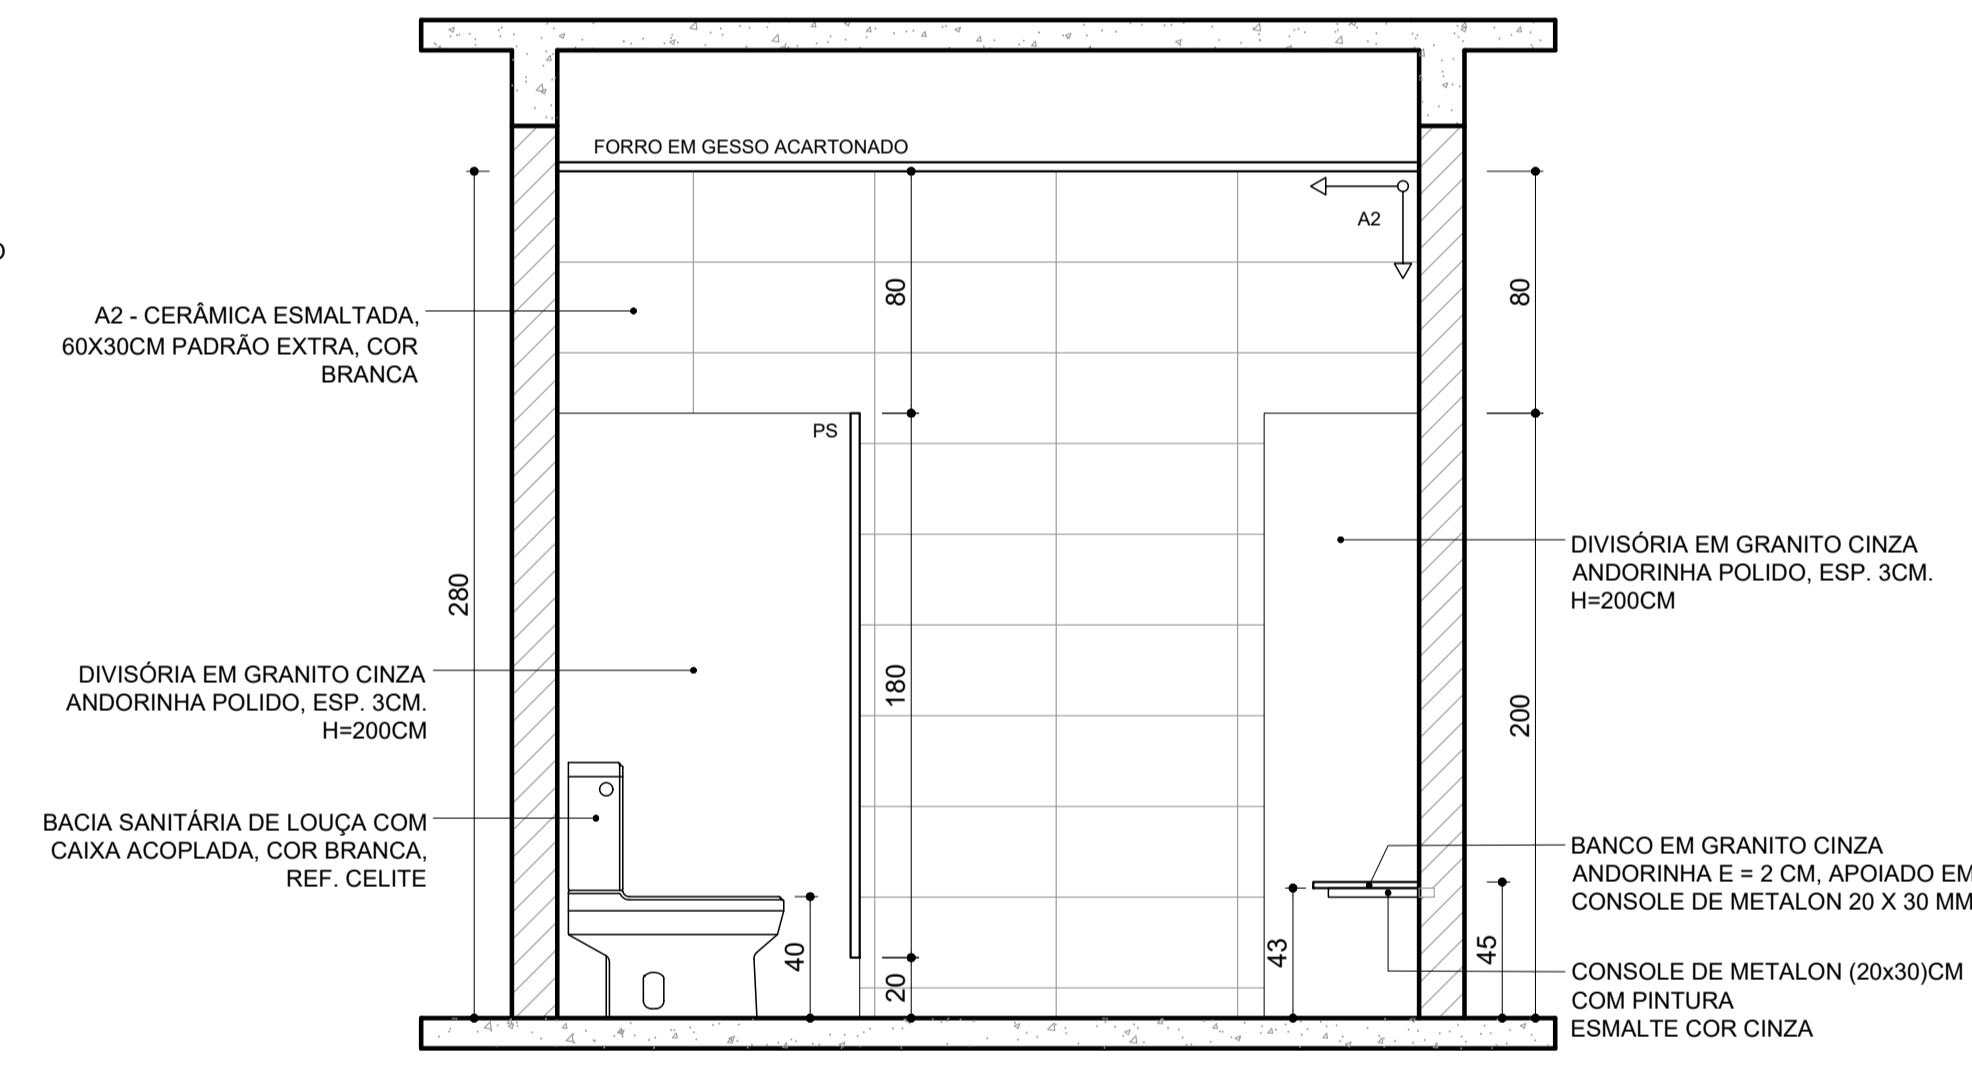 FORRO EM GESSO ACARTONADO
A2
80
80
A2 - CERÂMICA ESMALTADA,
60X30CM PADRÃO EXTRA, COR
BRANCA
PS
DIVISÓRIA EM GRANITO CINZA
ANDORINHA POLIDO, ESP. 3CM.
H=200CM
280
180
200
DIVISÓRIA EM GRANITO CINZA
ANDORINHA POLIDO, ESP. 3CM.
H=200CM
BACIA SANITÁRIA DE LOUÇA COM
CAIXA ACOPLADA, COR BRANCA,
REF. CELITE
BANCO EM GRANITO CINZA
ANDORINHA E = 2 CM, APOIADO EM
CONSOLE DE METALON 20 X 30 MM
40
20
43
45
CONSOLE DE METALON (20x30)CM
COM PINTURA
ESMALTE COR CINZA